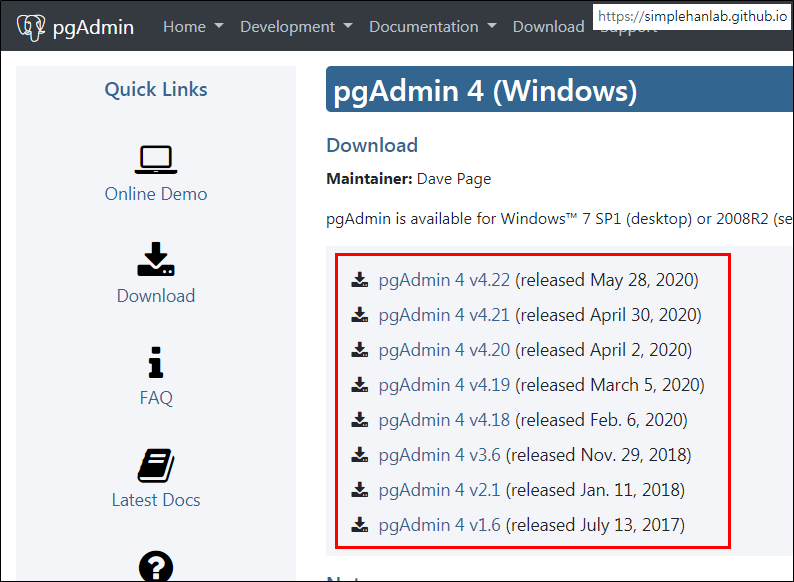 pgAdmin Home Development Documentation Download Support
https://simplehanlab.github.io
Quick Links
Online Demo
Download
FAQ
Latest Docs
pgAdmin 4 (Windows)
Download
Maintainer: Dave Page
pgAdmin is available for Windows™ 7 SP1 (desktop) or 2008R2 (se
pgAdmin 4 v4.22 (released May 28, 2020)
pgAdmin 4 v4.21 (released April 30, 2020)
pgAdmin 4 v4.20 (released April 2, 2020)
pgAdmin 4 v4.19 (released March 5, 2020)
pgAdmin 4 v4.18 (released Feb. 6, 2020)
pgAdmin 4 v3.6 (released Nov. 29, 2018)
pgAdmin 4 v2.1 (released Jan. 11, 2018)
pgAdmin 4 v1.6 (released July 13, 2017)